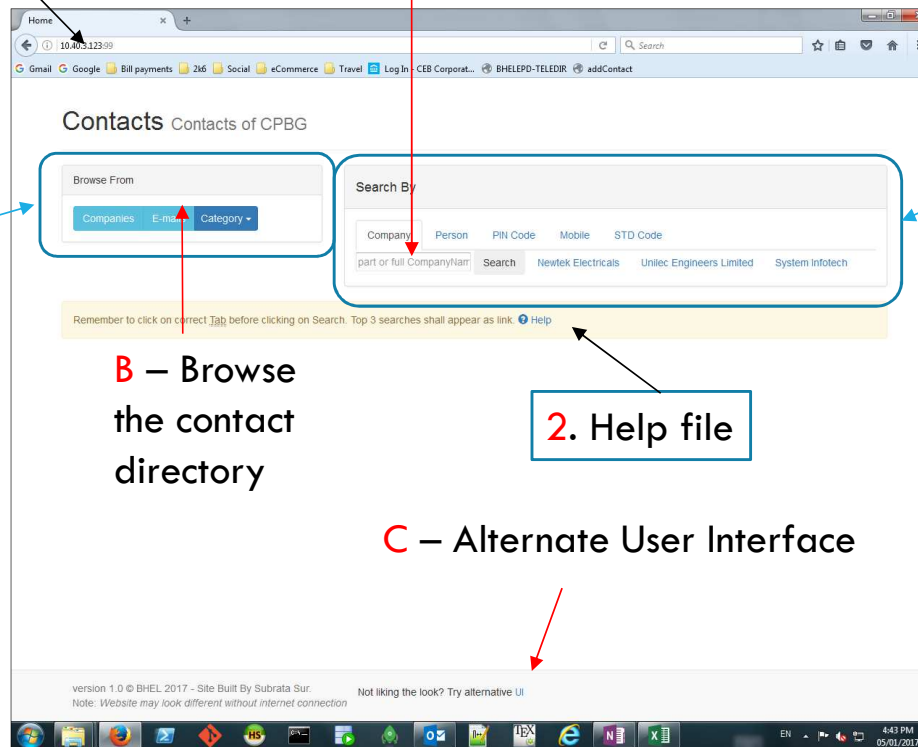 Home
10.40.3.123:99
Search
Gmail Google Bill payments 2k6 Social eCommerce Travel Log In - CEB Corporat... BHELEPD-TELEDIR addContact
Contacts Contacts of CPBG
Browse From
Companies E-mails Category
Search By
Company Person PIN Code Mobile STD Code
part or full CompanyNam Search Newtek Electricals Unilec Engineers Limited System Infotech
Remember to click on correct Tab before clicking on Search. Top 3 searches shall appear as link. Help
B – Browse
the contact
directory
2. Help file
C – Alternate User Interface
version 1.0 © BHEL 2017 - Site Built By Subrata Sur.
Note: Website may look different without internet connection
Not liking the look? Try alternative UI
EN
4:43 PM
05/01/2017